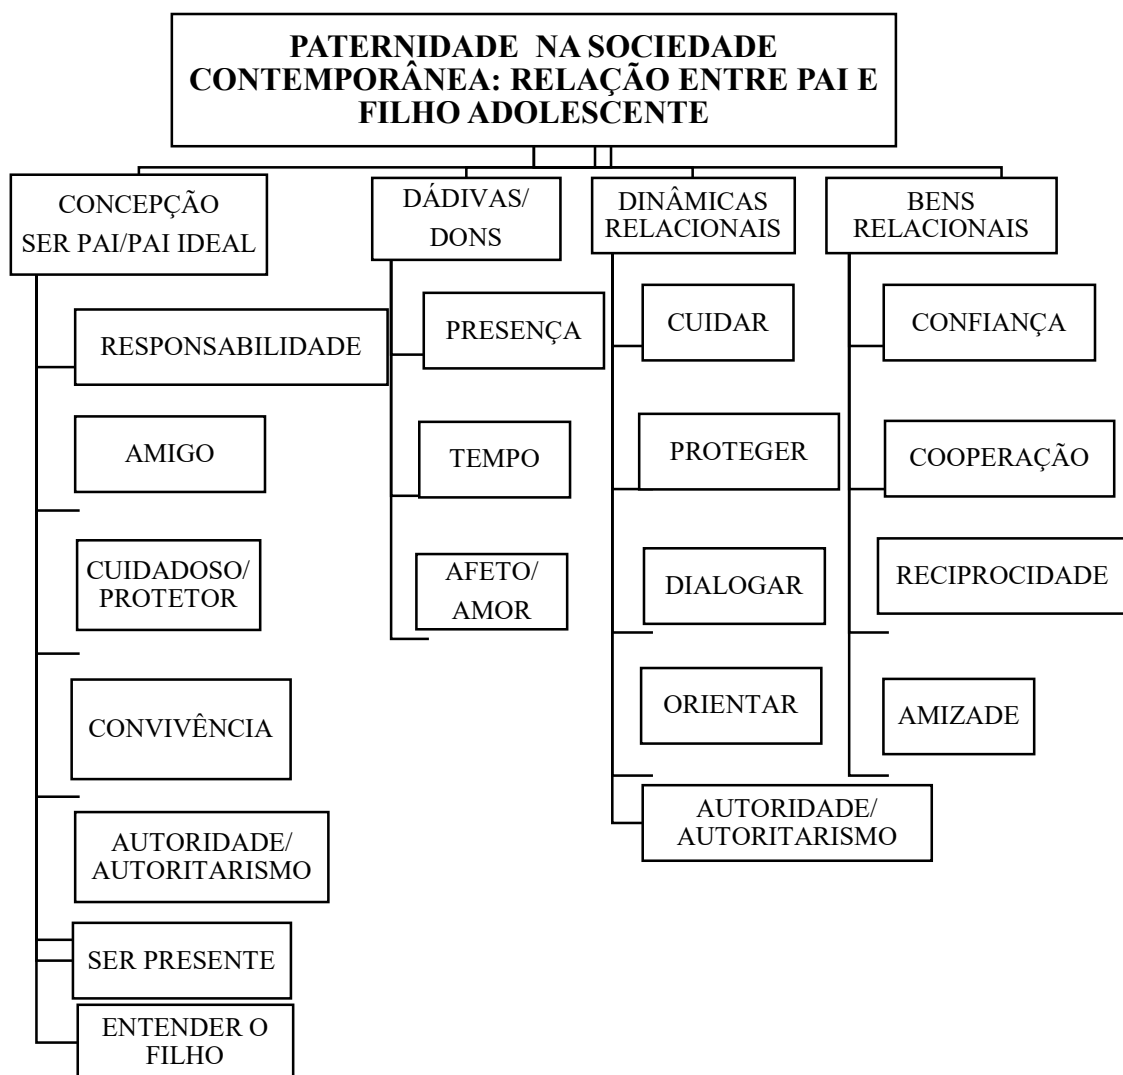 PATERNIDADE NA SOCIEDADE
CONTEMPORÂNEA: RELAÇÃO ENTRE PAI E
FILHO ADOLESCENTE
CONCEPÇÃO
SER PAI/PAI IDEAL
RESPONSABILIDADE
AMIGO
CUIDADOSO/
PROTETOR
CONVIVÊNCIA
AUTORIDADE/
AUTORITARISMO
SER PRESENTE
ENTENDER O
FILHO
DÁDIVAS/
DONS
PRESENÇA
TEMPO
AFETO/
AMOR
DINÂMICAS
RELACIONAIS
CUIDAR
PROTEGER
DIALOGAR
ORIENTAR
AUTORIDADE/
AUTORITARISMO
BENS
RELACIONAIS
CONFIANÇA
COOPERAÇÃO
RECIPROCIDADE
AMIZADE